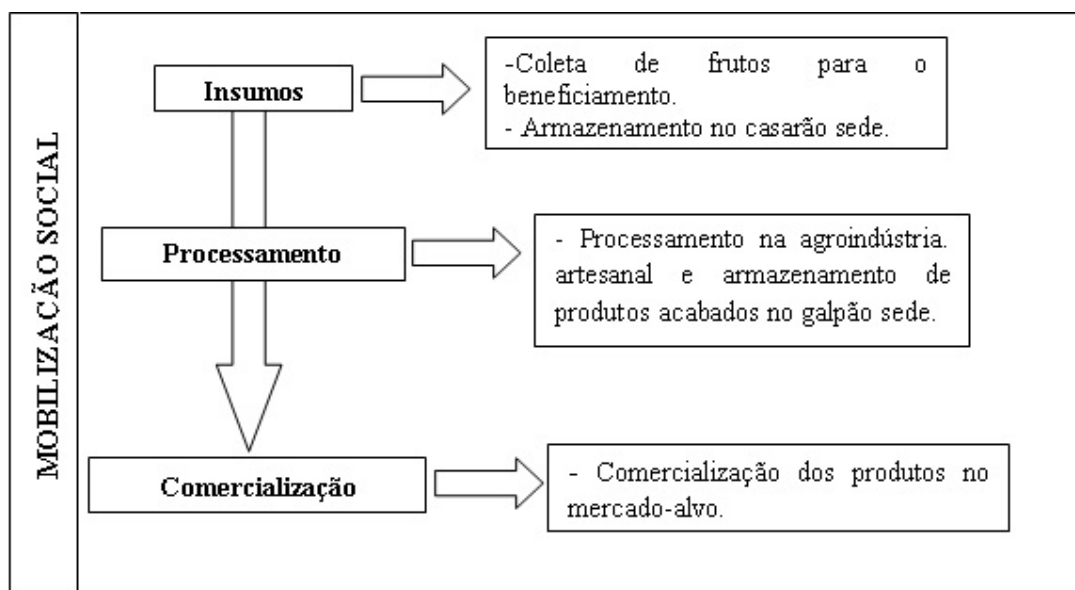 MOBILIZAÇÃO SOCIAL
Insumos
-Coleta de frutos para o
beneficiamento.
- Armazenamento no casarão sede.
Processamento
- Processamento na agroindústria.
artesanal e armazenamento de
produtos acabados no galpão sede.
Comercialização
- Comercialização dos produtos no
mercado-alvo.